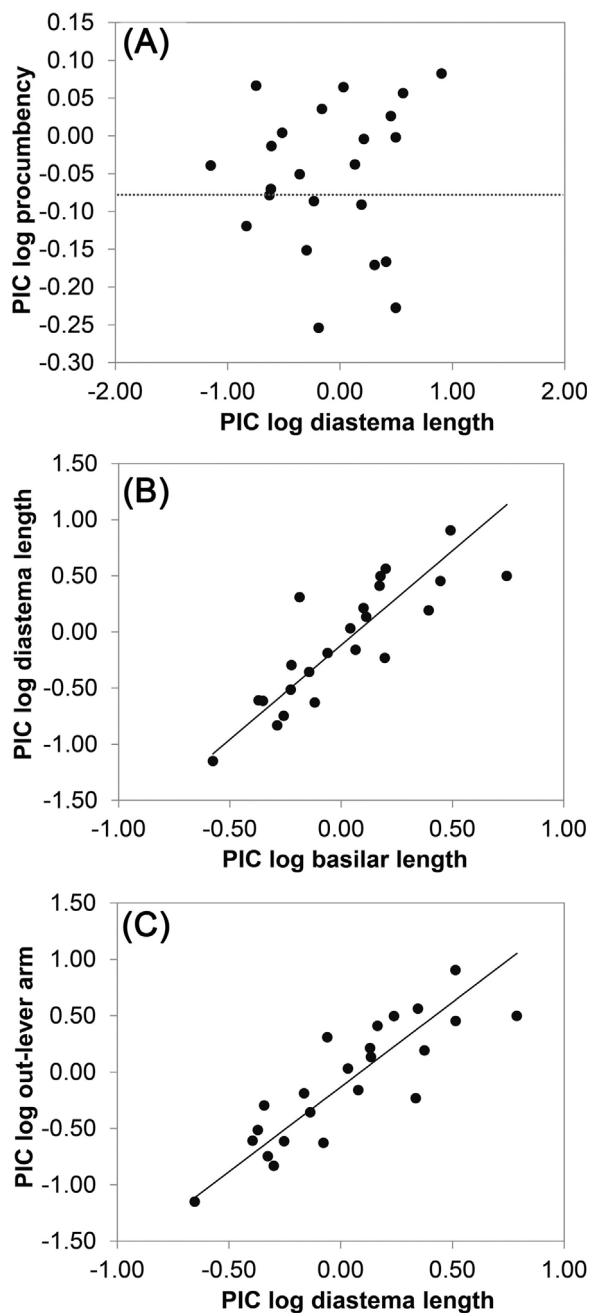 (A)
PIC log procumbency
0.15
0.10
0.05
0.00
-0.05
-0.10
-0.15
-0.20
-0.25
-0.30
-2.00 -1.00 0.00 1.00 2.00
PIC log diastema length
(B)
PIC log diastema length
1.50
1.00
0.50
0.00
-0.50
-1.00
-1.50
-1.00 -0.50 0.00 0.50 1.00
PIC log basilar length
(C)
PIC log out-lever arm
1.50
1.00
0.50
0.00
-0.50
-1.00
-1.50
-1.00 -0.50 0.00 0.50 1.00
PIC log diastema length